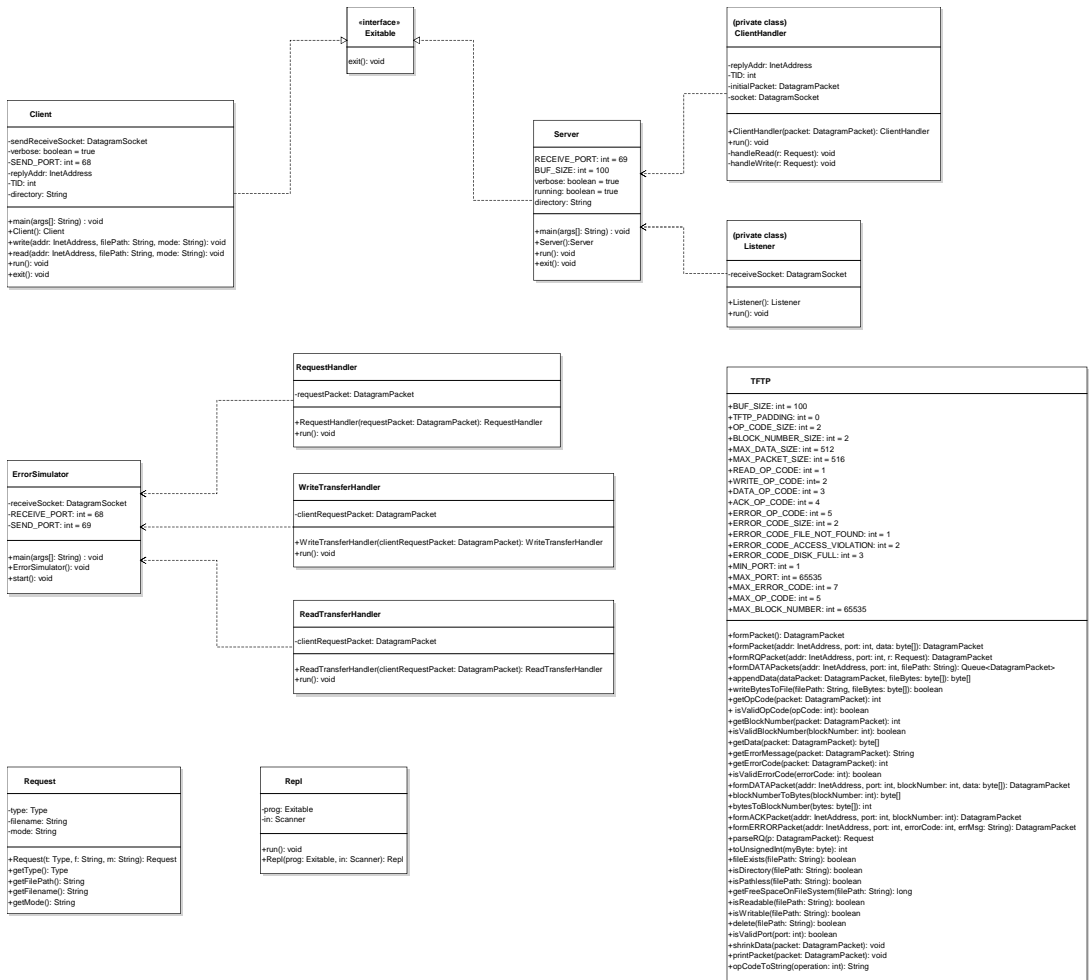 «interface»
Exitable
exit(): void
(private class)
ClientHandler
-replyAddr: InetAddress
-TID: int
-initialPacket: DatagramPacket
-socket: DatagramSocket
+ClientHandler(packet: DatagramPacket): ClientHandler
+run(): void
-handleRead(r: Request): void
-handleWrite(r: Request): void
Client
-sendReceiveSocket: DatagramSocket
-verbose: boolean = true
-SEND_PORT: int = 68
-replyAddr: InetAddress
-TID: int
-directory: String
+main(args[]: String) : void
+Client(): Client
+write(addr: InetAddress, filePath: String, mode: String): void
+read(addr: InetAddress, filePath: String, mode: String): void
+run(): void
+exit(): void
Server
RECEIVE_PORT: int = 69
BUF_SIZE: int = 100
verbose: boolean = true
running: boolean = true
directory: String
+main(args[]: String) : void
+Server():Server
+run(): void
+exit(): void
(private class)
Listener
-receiveSocket: DatagramSocket
+Listener(): Listener
+run(): void
RequestHandler
-requestPacket: DatagramPacket
+RequestHandler(requestPacket: DatagramPacket): RequestHandler
+run(): void
ErrorSimulator
-receiveSocket: DatagramSocket
-RECEIVE_PORT: int = 68
-SEND_PORT: int = 69
+main(args[]: String) : void
+ErrorSimulator(): void
+start(): void
WriteTransferHandler
-clientRequestPacket: DatagramPacket
+WriteTransferHandler(clientRequestPacket: DatagramPacket): WriteTransferHandler
+run(): void
ReadTransferHandler
-clientRequestPacket: DatagramPacket
+ReadTransferHandler(clientRequestPacket: DatagramPacket): ReadTransferHandler
+run(): void
TFTP
+BUF_SIZE: int = 100
+TFTP_PADDING: int = 0
+OP_CODE_SIZE: int = 2
+BLOCK_NUMBER_SIZE: int = 2
+MAX_DATA_SIZE: int = 512
+MAX_PACKET_SIZE: int = 516
+READ_OP_CODE: int = 1
+WRITE_OP_CODE: int= 2
+DATA_OP_CODE: int = 3
+ACK_OP_CODE: int = 4
+ERROR_OP_CODE: int = 5
+ERROR_CODE_SIZE: int = 2
+ERROR_CODE_FILE_NOT_FOUND: int = 1
+ERROR_CODE_ACCESS_VIOLATION: int = 2
+ERROR_CODE_DISK_FULL: int = 3
+MIN_PORT: int = 1
+MAX_PORT: int = 65535
+MAX_ERROR_CODE: int = 7
+MAX_OP_CODE: int = 5
+MAX_BLOCK_NUMBER: int = 65535
+formPacket(): DatagramPacket
+formPacket(addr: InetAddress, port: int, data: byte[]): DatagramPacket
+formRQPacket(addr: InetAddress, port: int, r: Request): DatagramPacket
+formDATAPackets(addr: InetAddress, port: int, filePath: String): Queue<DatagramPacket>
+appendData(dataPacket: DatagramPacket, fileBytes: byte[]): byte[]
+writeBytesToFile(filePath: String, fileBytes: byte[]): boolean
+getOpCode(packet: DatagramPacket): int
+ isValidOpCode(opCode: int): boolean
+getBlockNumber(packet: DatagramPacket): int
+isValidBlockNumber(blockNumber: int): boolean
+getData(packet: DatagramPacket): byte[]
+getErrorMessage(packet: DatagramPacket): String
+getErrorCode(packet: DatagramPacket): int
+isValidErrorCode(errorCode: int): boolean
+formDATAPacket(addr: InetAddress, port: int, blockNumber: int, data: byte[]): DatagramPacket
+blockNumberToBytes(blockNumber: int): byte[]
+bytesToBlockNumber(bytes: byte[]): int
+formACKPacket(addr: InetAddress, port: int, blockNumber: int): DatagramPacket
+formERRORPacket(addr: InetAddress, port: int, errorCode: int, errMsg: String): DatagramPacket
+parseRQ(p: DatagramPacket): Request
+toUnsignedInt(myByte: byte): int
+fileExists(filePath: String): boolean
+isDirectory(filePath: String): boolean
+isPathless(filePath: String): boolean
+getFreeSpaceOnFileSystem(filePath: String): long
+isReadable(filePath: String): boolean
+isWritable(filePath: String): boolean
+delete(filePath: String): boolean
+isValidPort(port: int): boolean
+shrinkData(packet: DatagramPacket): void
+printPacket(packet: DatagramPacket): void
+opCodeToString(operation: int): String
Request
-type: Type
-filename: String
-mode: String
+Request(t: Type, f: String, m: String): Request
+getType(): Type
+getFilePath(): String
+getFilename(): String
+getMode(): String
Repl
-prog: Exitable
-in: Scanner
+run(): void
+Repl(prog: Exitable, in: Scanner): Repl